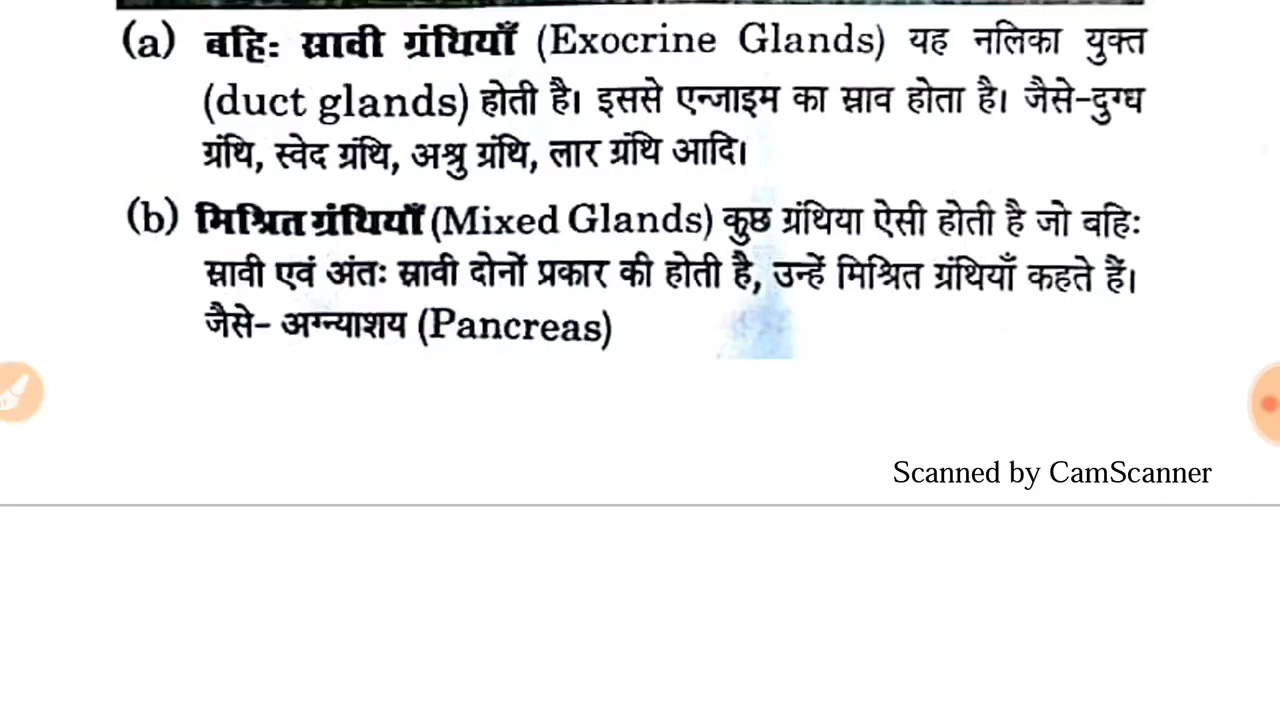 (a) बहिः स्रावी ग्रंथियाँ (Exocrine Glands) यह नलिका युक्त
(duct glands) होती है। इससे एन्जाइम का स्राव होता है। जैसे-दुग्ध
ग्रंथि, स्वेद ग्रंथि, अश्रु ग्रंथि, लार ग्रंथि आदि।
(b) मिश्रित ग्रंथियाँ (Mixed Glands) कुछ ग्रंथिया ऐसी होती है जो बहिः
स्रावी एवं अंतः स्रावी दोनों प्रकार की होती है, उन्हें मिश्रित ग्रंथियाँ कहते हैं।
जैसे- अग्न्याशय (Pancreas)
Scanned by CamScanner